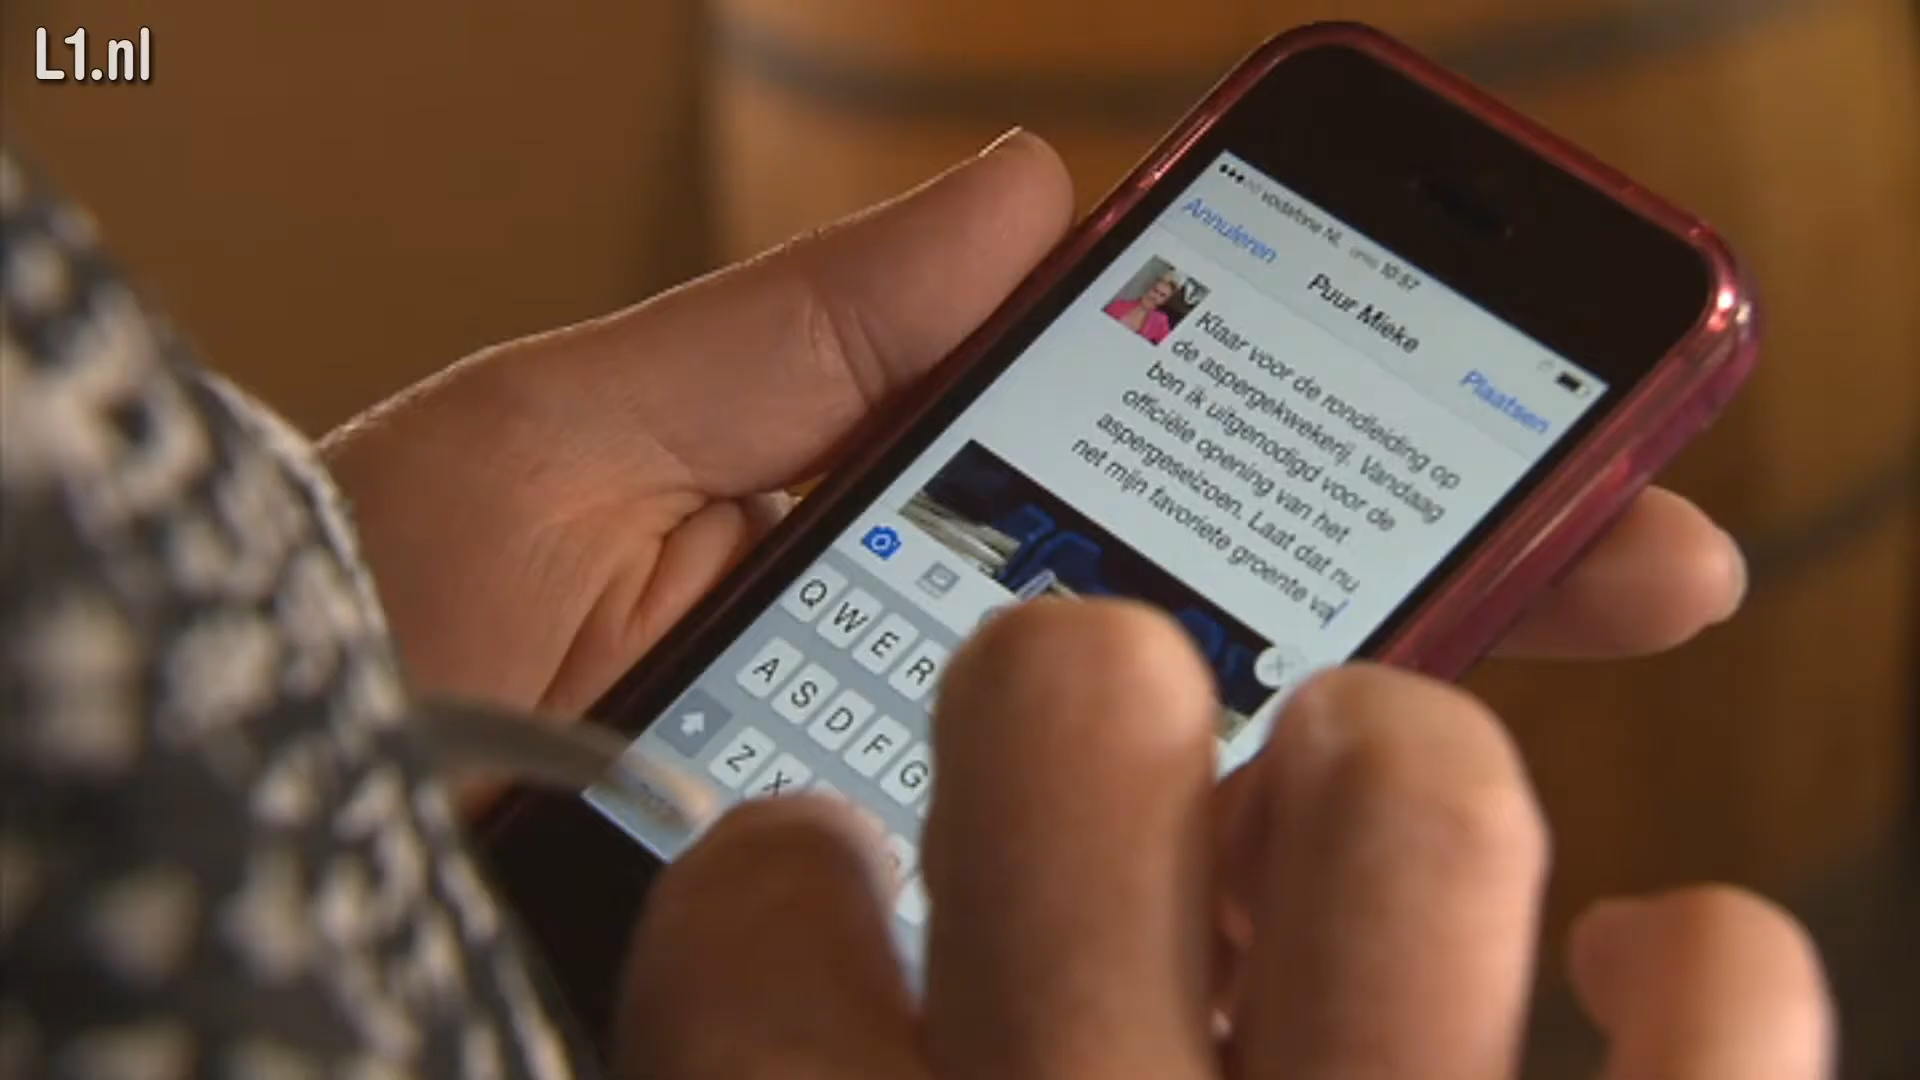 L1.nl
vodafone NL 10:57
Annuleren
Puur Mieke
Plaatsen
Klaar voor de rondleiding op
de aspergekwekerij. Vandaag
ben ik uitgenodigd voor de
officiële opening van het
aspergeseizoen. Laat dat nu
net mijn favoriete groente va
Q W E R
A S D F G
Z X